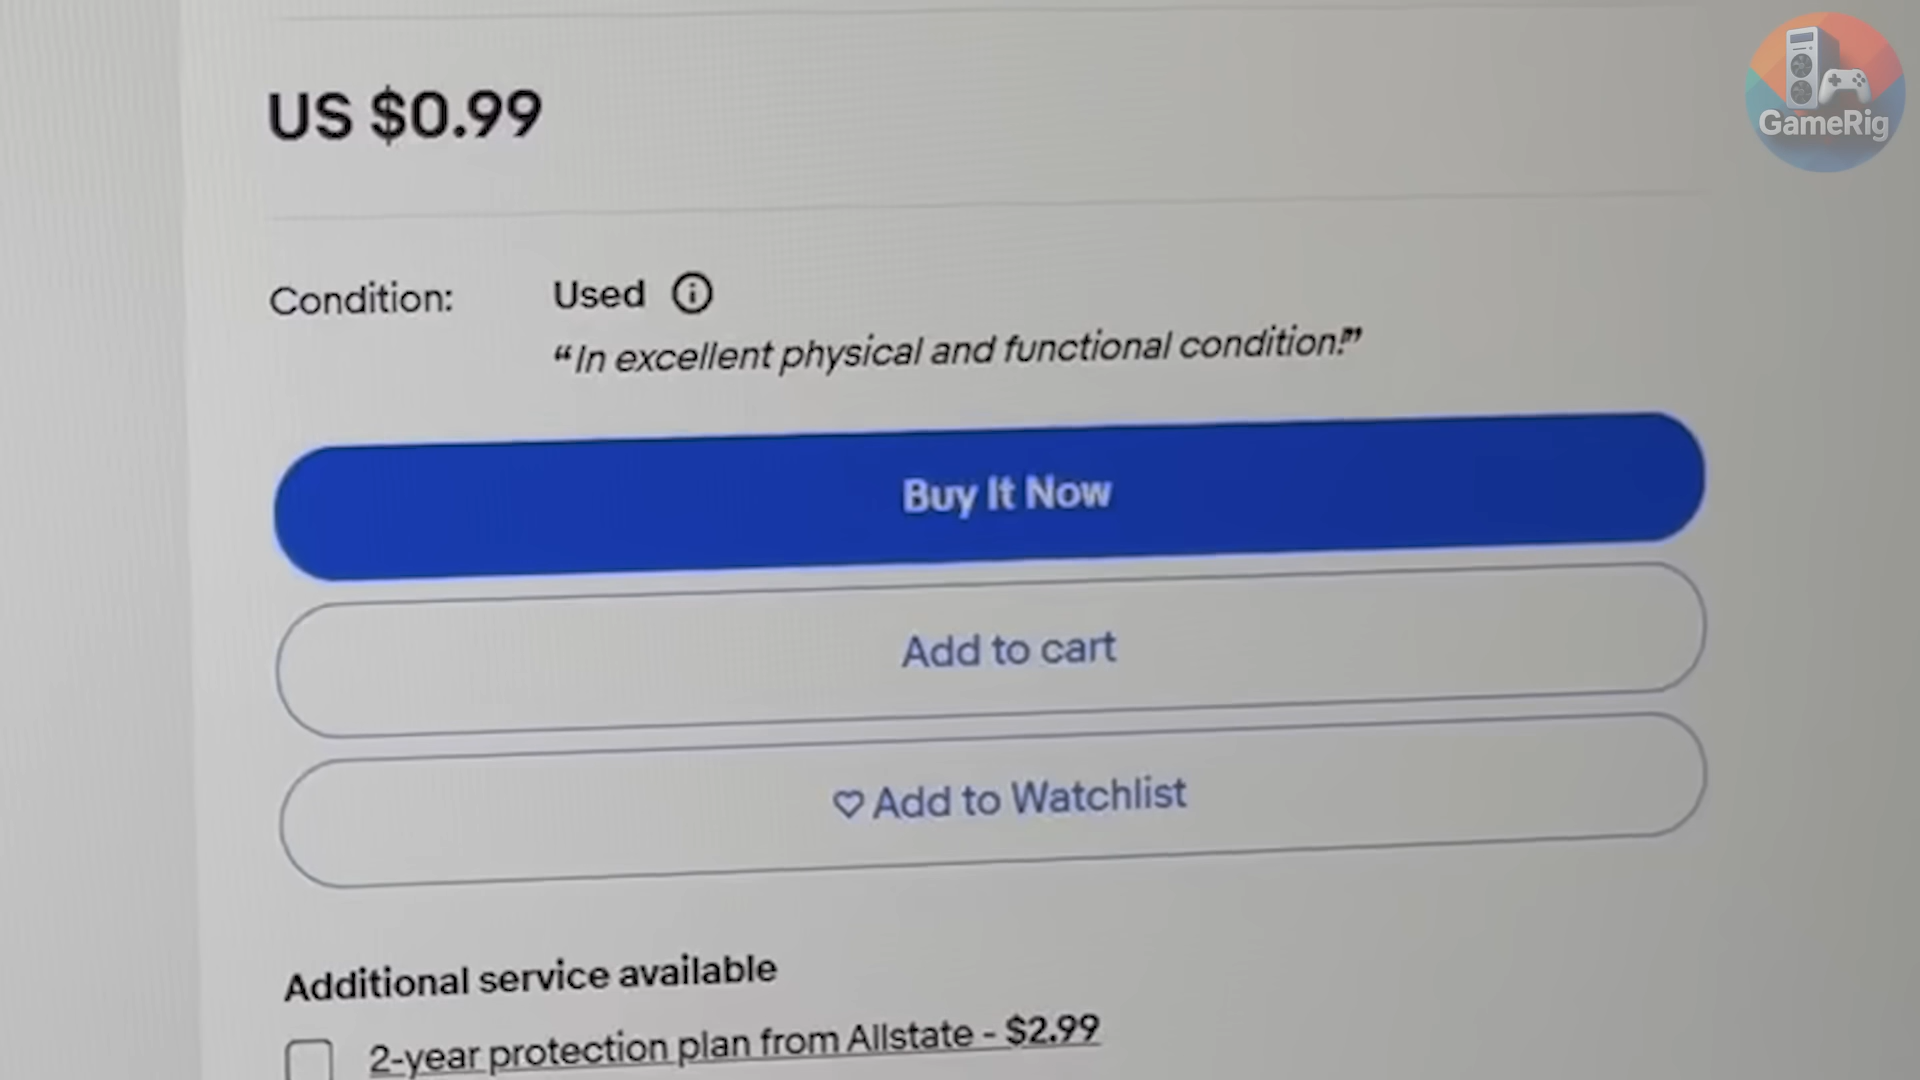 GameRig
US $0.99
Condition: Used
“In excellent physical and functional condition!”
Buy It Now
Add to cart
Add to Watchlist
Additional service available
2-year protection plan from Allstate - $2.99